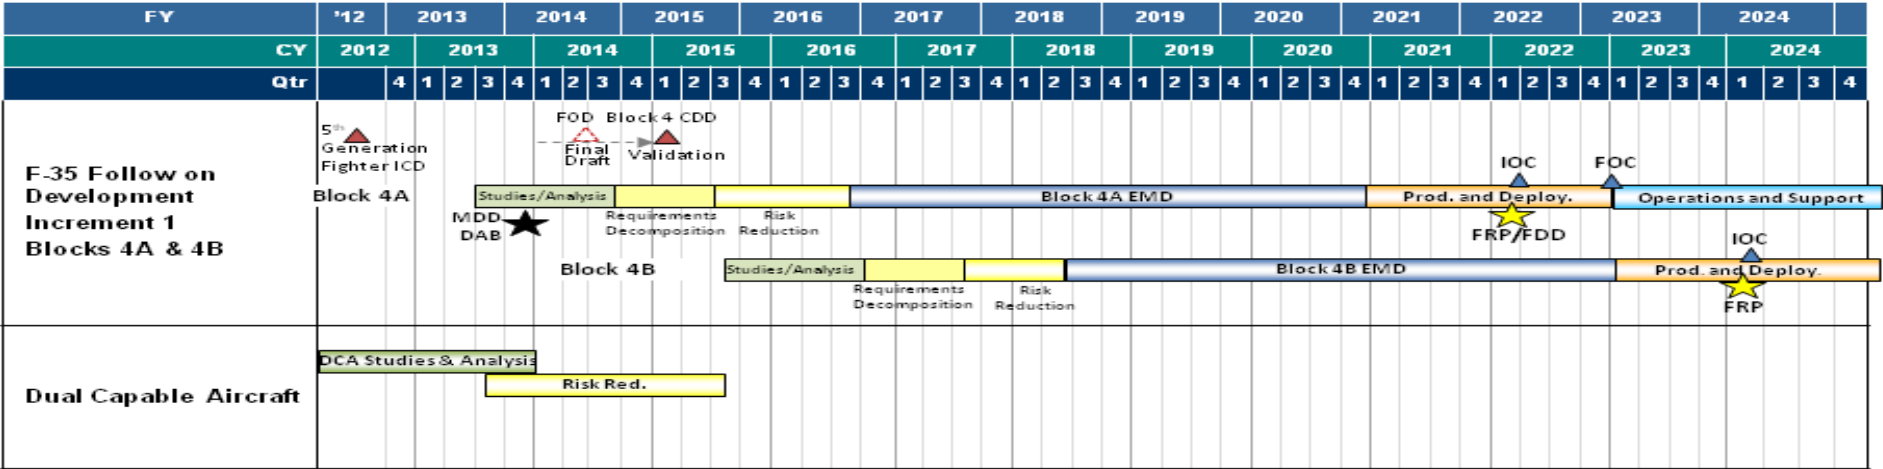 FY '12 2013 2014 2015 2016 2017 2018 2019 2020 2021 2022 2023 2024
CY 2012 2013 2014 2015 2016 2017 2018 2019 2020 2021 2022 2023 2024
Qtr 4 1 2 3 4 1 2 3 4 1 2 3 4 1 2 3 4 1 2 3 4 1 2 3 4 1 2 3 4 1 2 3 4 1 2 3 4 1 2 3 4 1 2 3 4 1 2 3 4
F-35 Follow on
Development
Increment 1
Blocks 4A & 4B
5th
Generation
Fighter ICD
FOD
Final
Draft
Block 4 CDD
Validation
IOC
FOC
Block 4A
Studies/Analysis
Block 4A EMD
Prod. and Deploy.
Operations and Support
MDD
DAB
Requirements
Decomposition
Risk
Reduction
FRP/FDD
IOC
Block 4B
Studies/Analysis
Block 4B EMD
Prod. and Deploy.
Requirements
Decomposition
Risk
Reduction
FRP
Dual Capable Aircraft
DCA Studies & Analysis
Risk Red.